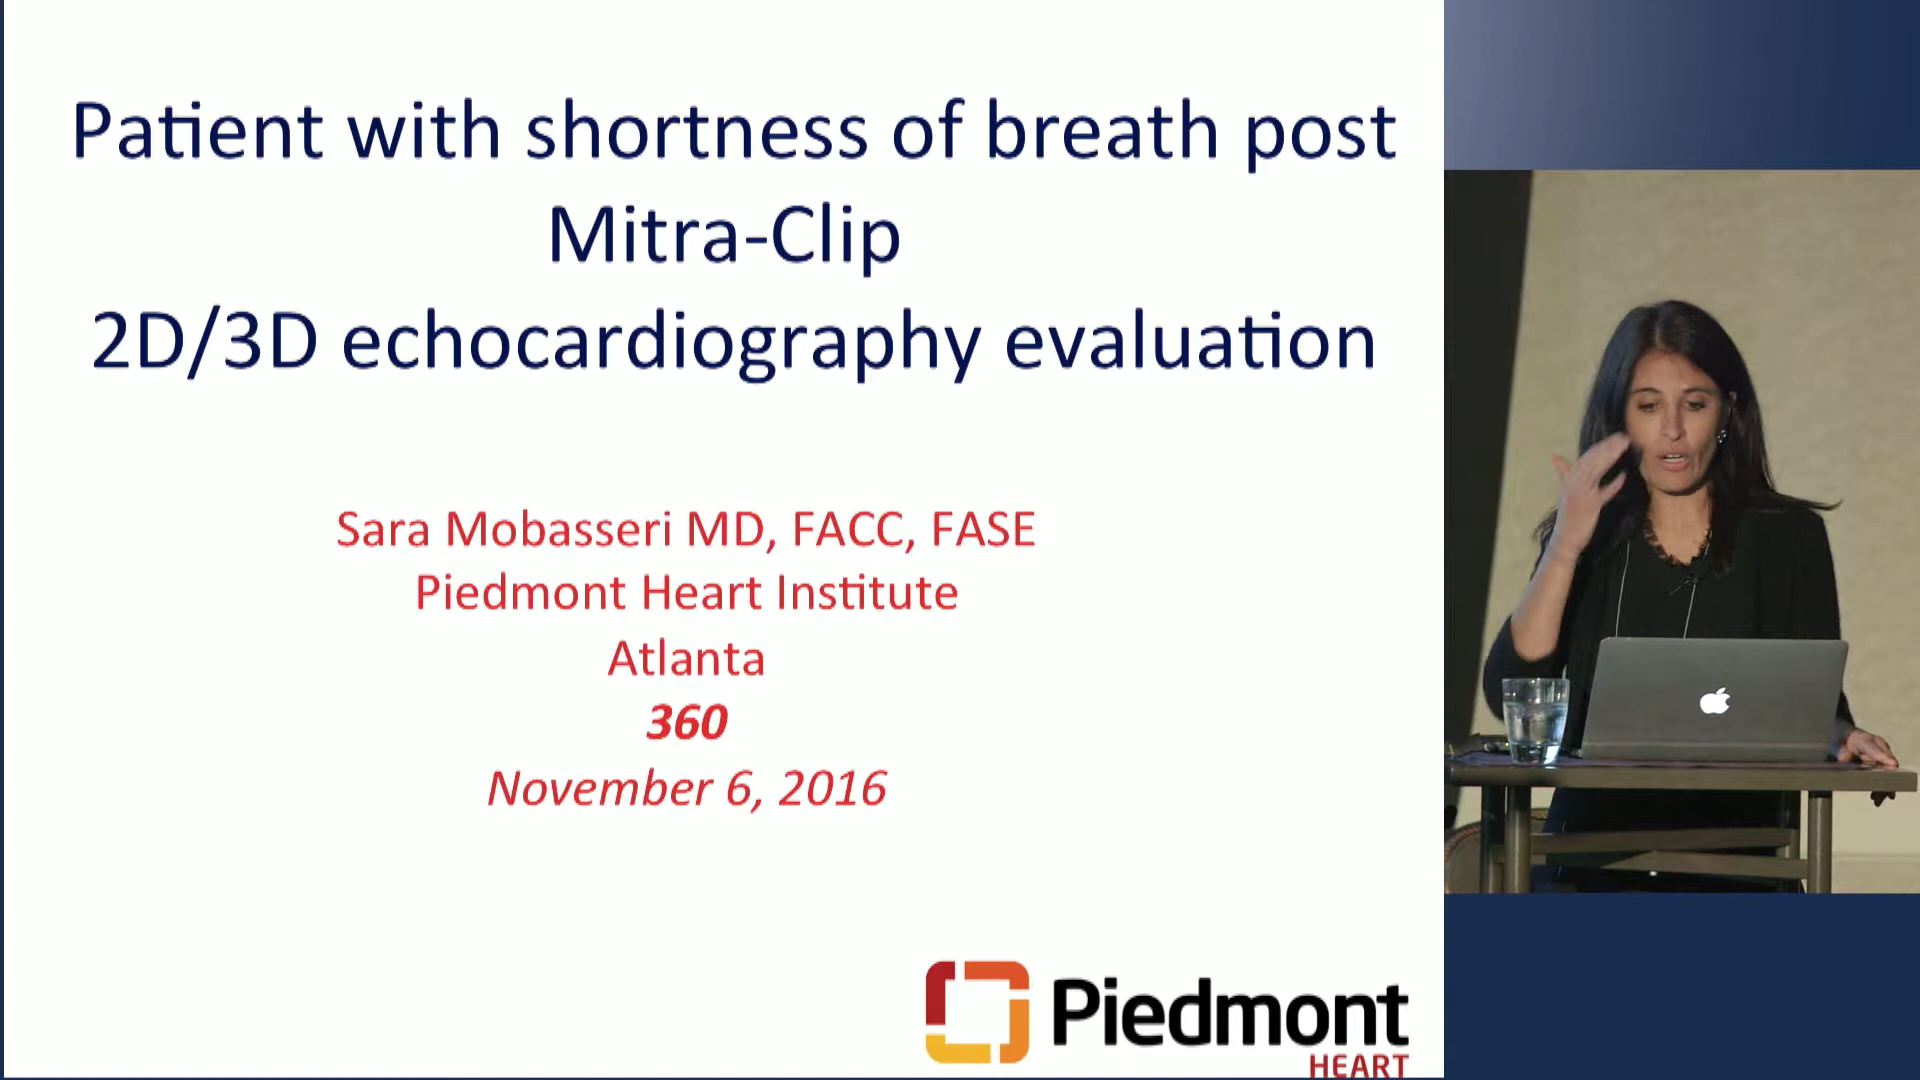 Patient with shortness of breath post
Mitra-Clip
2D/3D echocardiography evaluation
Sara Mobasseri MD, FACC, FASE
Piedmont Heart Institute
Atlanta
360
November 6, 2016
Piedmont
HEART